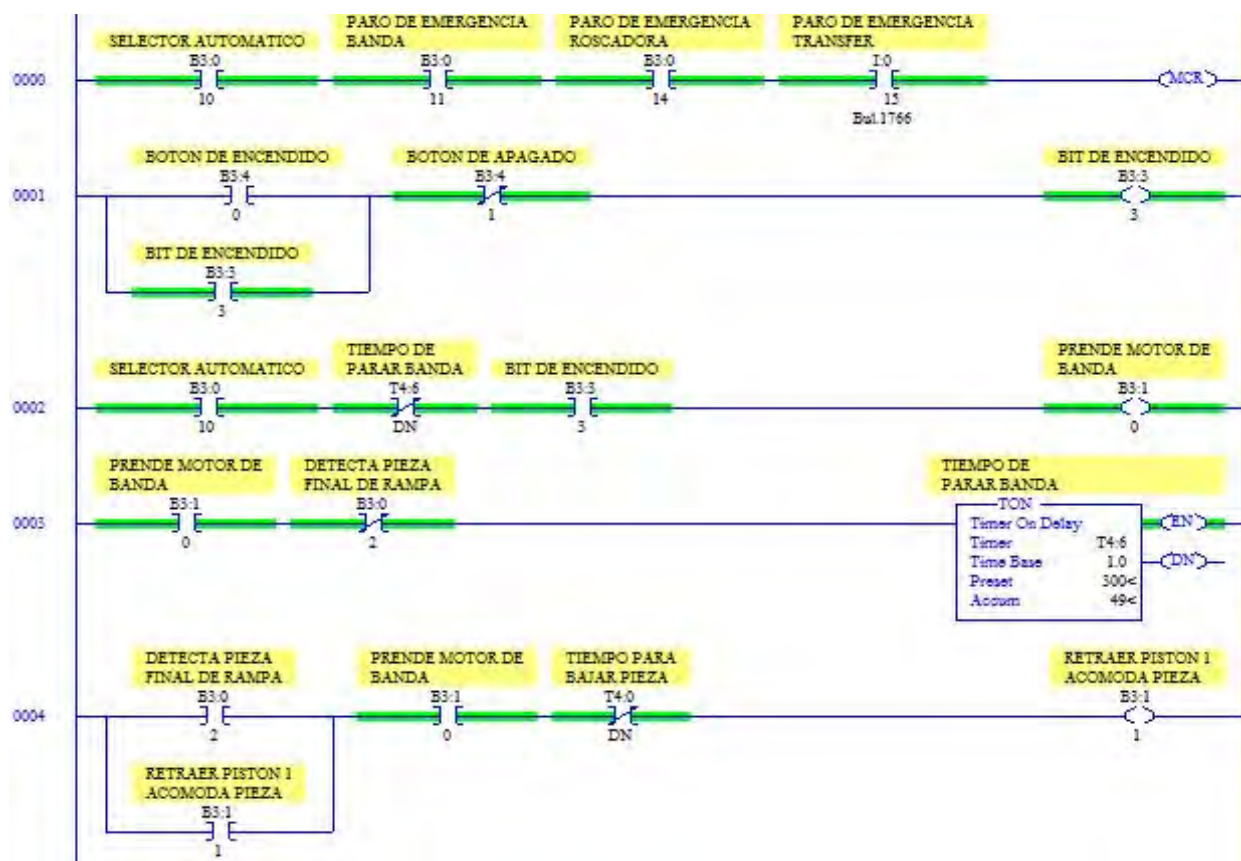 SELECTOR AUTOMATICO
B3:0
10
PARO DE EMERGENCIA
BANDA
B3:0
11
PARO DE EMERGENCIA
ROSCADORA
B3:0
14
PARO DE EMERGENCIA
TRANSFER
I:0
15
Bul.1766
MCR
0000
BOTON DE ENCENDIDO
B3:4
0
BOTON DE APAGADO
B3:4
1
BIT DE ENCENDIDO
B3:3
3
0001
BIT DE ENCENDIDO
B3:3
3
SELECTOR AUTOMATICO
B3:0
10
TIEMPO DE
PARAR BANDA
T4:6
DN
BIT DE ENCENDIDO
B3:3
3
PRENDE MOTOR DE
BANDA
B3:1
0
0002
PRENDE MOTOR DE
BANDA
B3:1
0
DETECTA PIEZA
FINAL DE RAMPA
B3:0
2
TIEMPO DE
PARAR BANDA
TON
Timer On Delay
Timer T4:6
Time Base 1.0
Preset 300<
Accum 49<
EN
DN
0003
DETECTA PIEZA
FINAL DE RAMPA
B3:0
2
PRENDE MOTOR DE
BANDA
B3:1
0
TIEMPO PARA
BAJAR PIEZA
T4:0
DN
RETRAER PISTON 1
ACOMODA PIEZA
B3:1
1
0004
RETRAER PISTON 1
ACOMODA PIEZA
B3:1
1